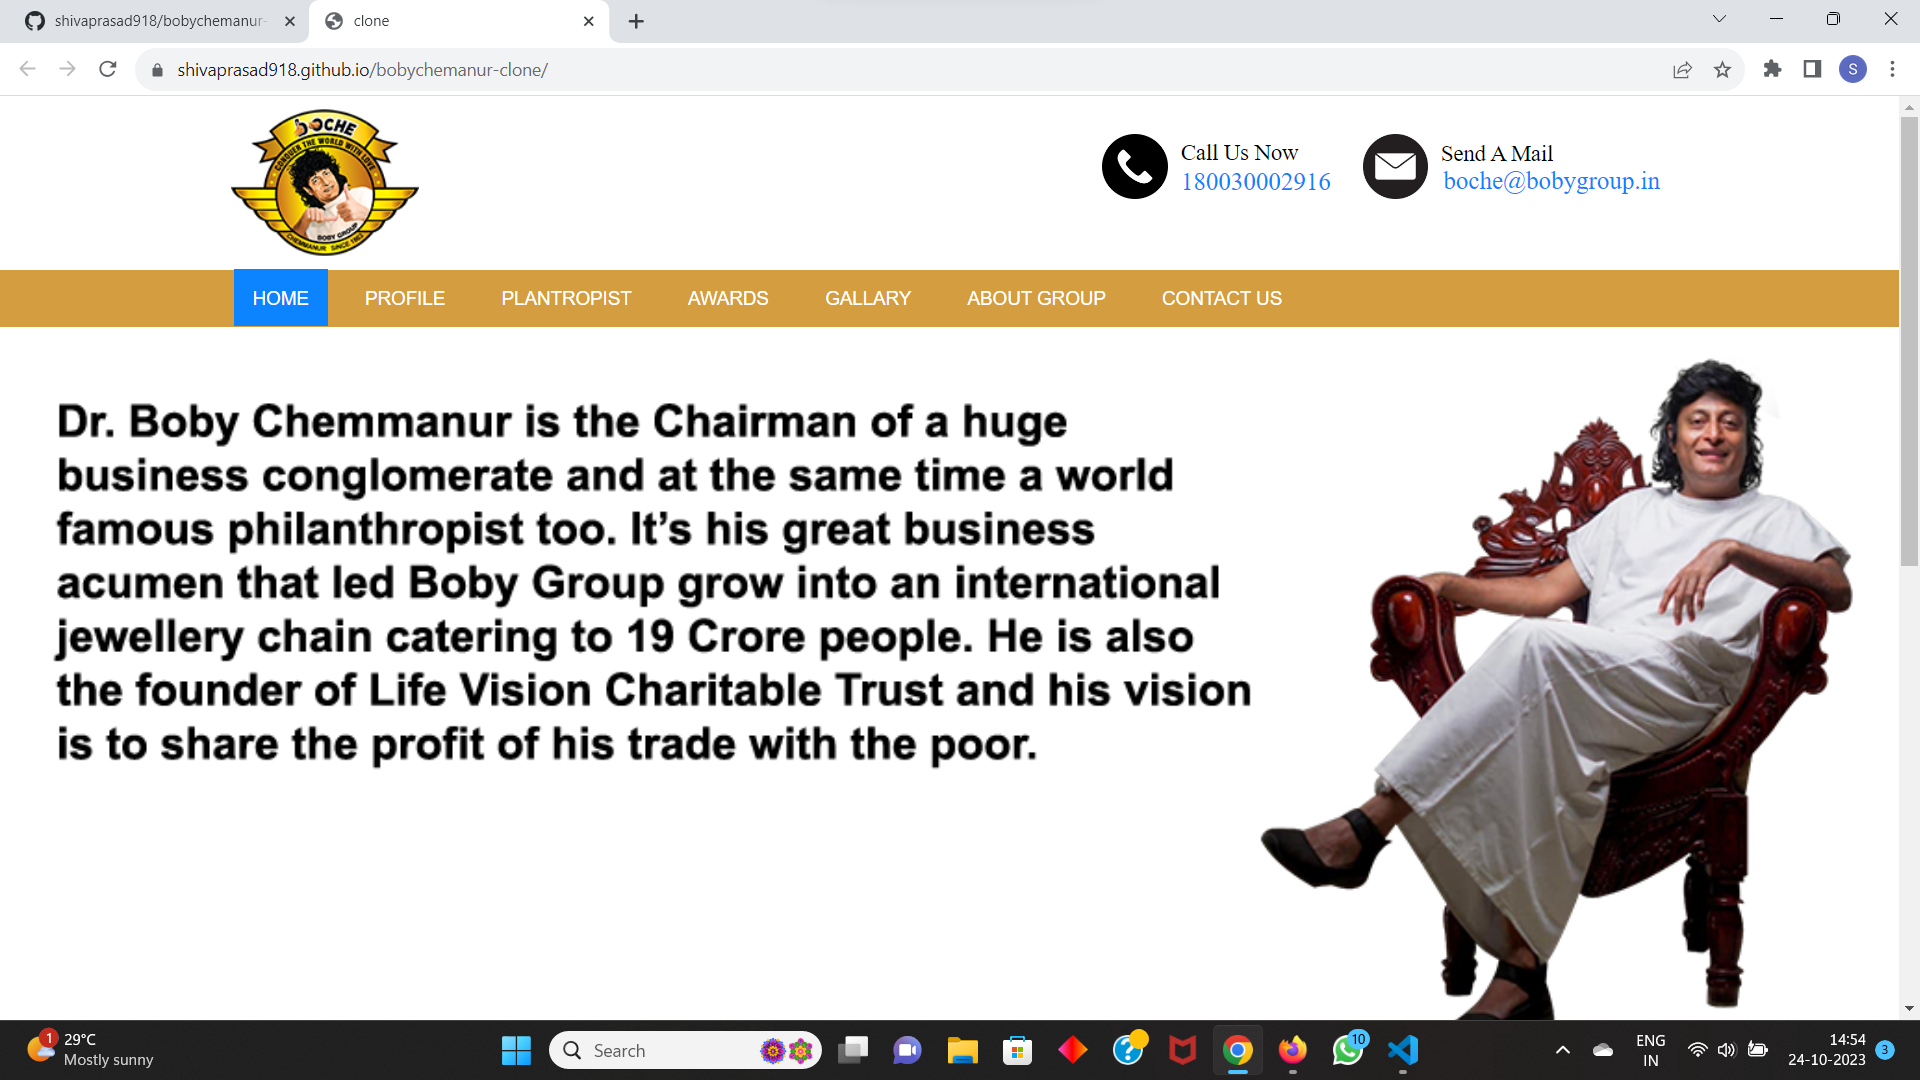 shivaprasad918/bobychemanur-
clone
shivaprasad918.github.io/bobychemanur-clone/
S
BOCHE
CONQUER THE WORLD WITH LOVE
BOBY GROUP
CHEMMANUR SINCE 1863
Call Us Now
180030002916
Send A Mail
boche@bobygroup.in
HOME PROFILE PLANTROPIST AWARDS GALLARY ABOUT GROUP CONTACT US
Dr. Boby Chemmanur is the Chairman of a huge
business conglomerate and at the same time a world
famous philanthropist too. It’s his great business
acumen that led Boby Group grow into an international
jewellery chain catering to 19 Crore people. He is also
the founder of Life Vision Charitable Trust and his vision
is to share the profit of his trade with the poor.
1
29°C
Mostly sunny
Search
10
ENG
IN
14:54
24-10-2023
3